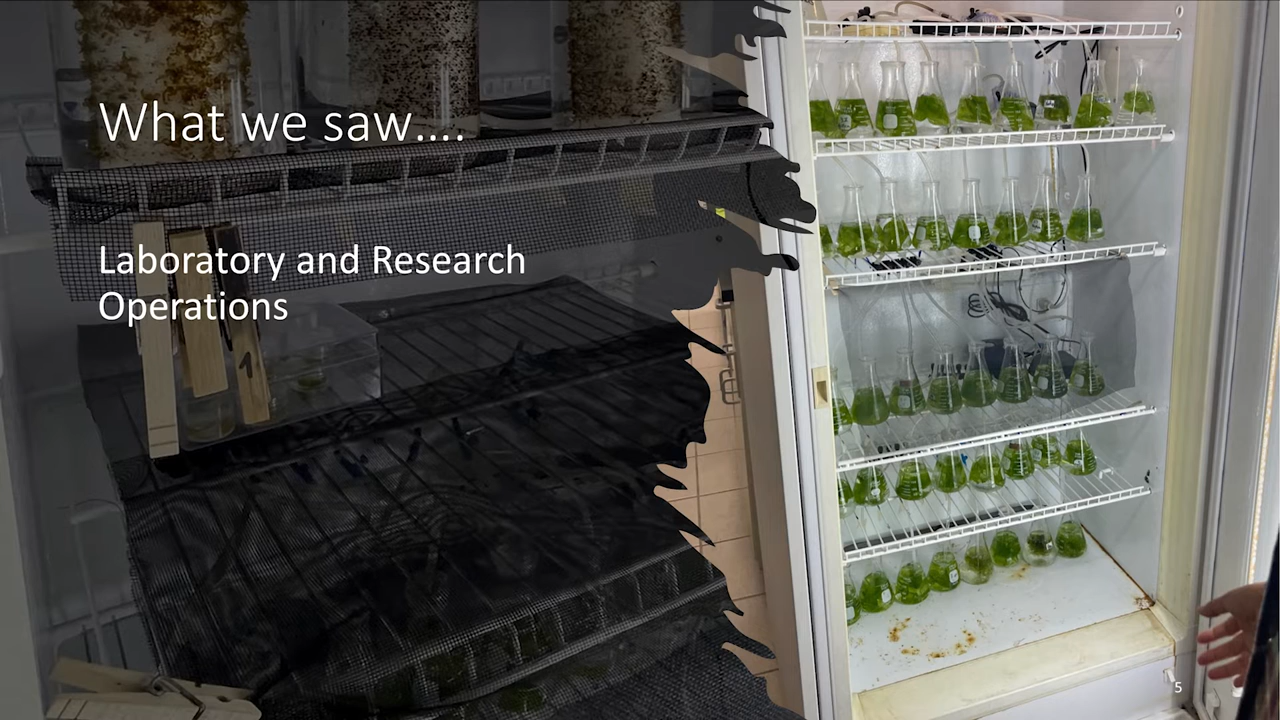 What we saw....
Laboratory and Research
Operations
1
5